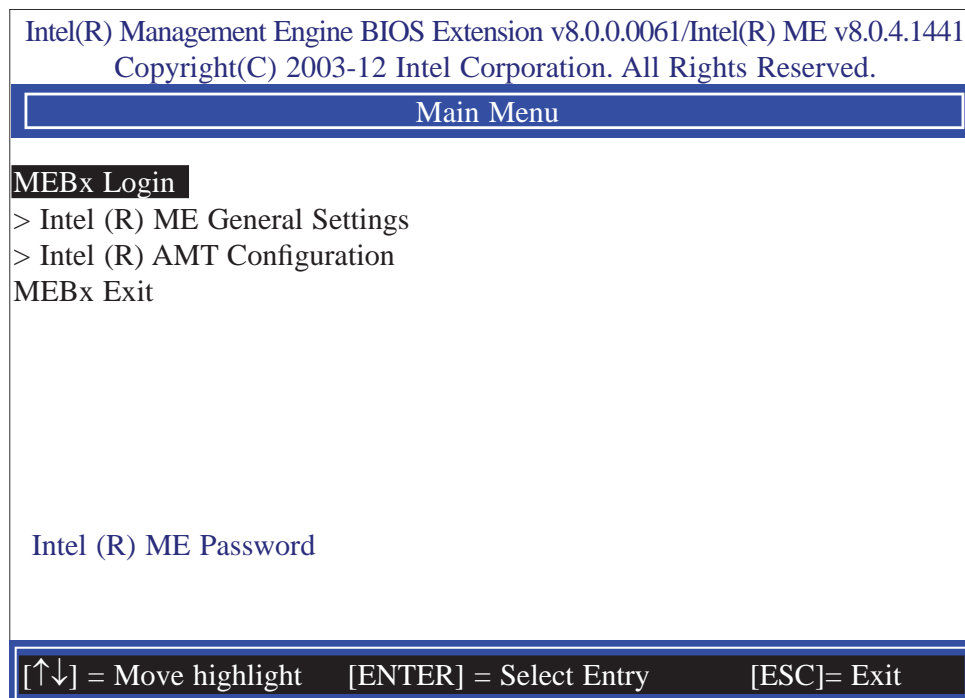 Intel(R) Management Engine BIOS Extension v8.0.0.0061/Intel(R) ME v8.0.4.1441
Copyright(C) 2003-12 Intel Corporation. All Rights Reserved.
Main Menu
MEBx Login
> Intel (R) ME General Settings
> Intel (R) AMT Configuration
MEBx Exit
Intel (R) ME Password
[↑↓] = Move highlight [ENTER] = Select Entry [ESC]= Exit